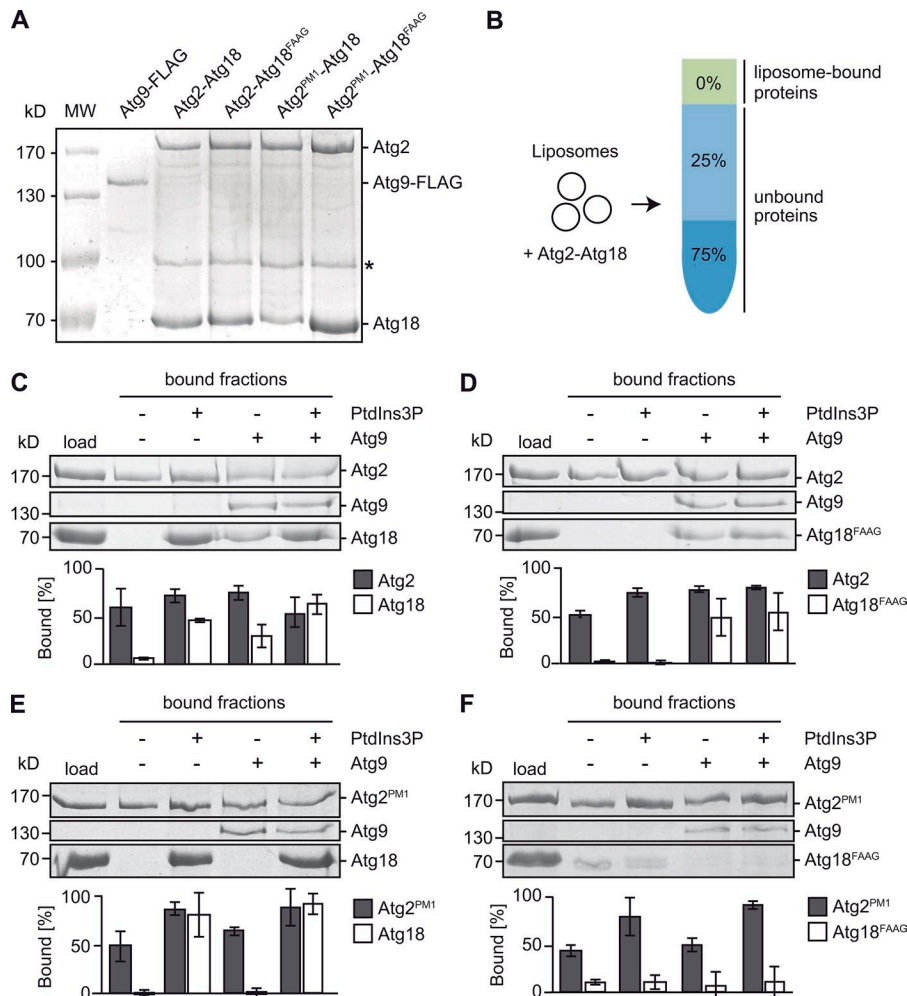 A
kD
MW
Atg9-FLAG
Atg2-Atg18
Atg2-Atg18FAAG
Atg2PM1-Atg18
Atg2PM1-Atg18FAAG
170
130
100
70
Atg2
Atg9-FLAG
*
Atg18
B
Liposomes
+ Atg2-Atg18
0%
25%
75%
liposome-bound
proteins
unbound
proteins
C
bound fractions
- + - + PtdIns3P
kD load - - + + Atg9
170 Atg2
130 Atg9
70 Atg18
Bound [%]
100
50
0
Atg2
Atg18
D
bound fractions
- + - + PtdIns3P
kD load - - + + Atg9
170 Atg2
130 Atg9
70 Atg18FAAG
Bound [%]
100
50
0
Atg2
Atg18FAAG
E
bound fractions
- + - + PtdIns3P
kD load - - + + Atg9
170 Atg2PM1
130 Atg9
70 Atg18
Bound [%]
100
50
0
Atg2PM1
Atg18
F
bound fractions
- + - + PtdIns3P
kD load - - + + Atg9
170 Atg2PM1
130 Atg9
70 Atg18FAAG
Bound [%]
100
50
0
Atg2PM1
Atg18FAAG